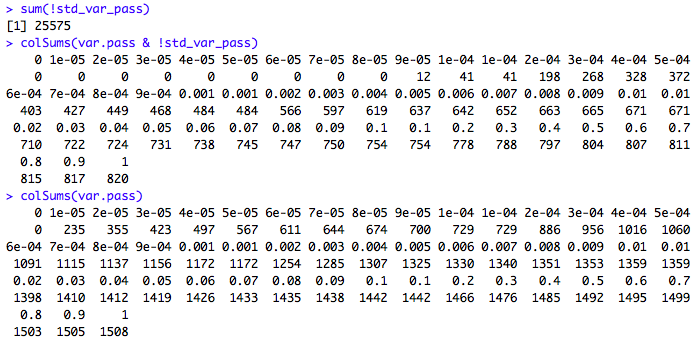 > sum(!std_var_pass)
[1] 25575
> colSums(var.pass & !std_var_pass)
0 1e-05 2e-05 3e-05 4e-05 5e-05 6e-05 7e-05 8e-05 9e-05 1e-04 1e-04 2e-04 3e-04 4e-04 5e-04
0 0 0 0 0 0 0 0 0 12 41 41 198 268 328 372
6e-04 7e-04 8e-04 9e-04 0.001 0.001 0.002 0.003 0.004 0.005 0.006 0.007 0.008 0.009 0.01 0.01
403 427 449 468 484 484 566 597 619 637 642 652 663 665 671 671
0.02 0.03 0.04 0.05 0.06 0.07 0.08 0.09 0.1 0.1 0.2 0.3 0.4 0.5 0.6 0.7
710 722 724 731 738 745 747 750 754 754 778 788 797 804 807 811
0.8 0.9 1
815 817 820
> colSums(var.pass)
0 1e-05 2e-05 3e-05 4e-05 5e-05 6e-05 7e-05 8e-05 9e-05 1e-04 1e-04 2e-04 3e-04 4e-04 5e-04
0 235 355 423 497 567 611 644 674 700 729 729 886 956 1016 1060
6e-04 7e-04 8e-04 9e-04 0.001 0.001 0.002 0.003 0.004 0.005 0.006 0.007 0.008 0.009 0.01 0.01
1091 1115 1137 1156 1172 1172 1254 1285 1307 1325 1330 1340 1351 1353 1359 1359
0.02 0.03 0.04 0.05 0.06 0.07 0.08 0.09 0.1 0.1 0.2 0.3 0.4 0.5 0.6 0.7
1398 1410 1412 1419 1426 1433 1435 1438 1442 1442 1466 1476 1485 1492 1495 1499
0.8 0.9 1
1503 1505 1508